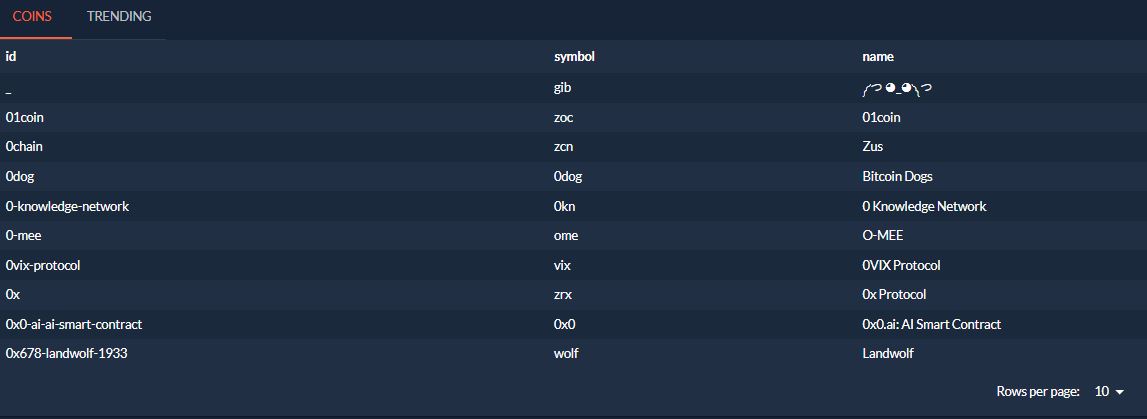 COINS TRENDING
id symbol name
_ gib ༼つ ◕_◕༽つ
01coin zoc 01coin
0chain zcn Zus
0dog 0dog Bitcoin Dogs
0-knowledge-network 0kn 0 Knowledge Network
0-mee ome O-MEE
0vix-protocol vix 0VIX Protocol
0x zrx 0x Protocol
0x0-ai-ai-smart-contract 0x0 0x0.ai: AI Smart Contract
0x678-landwolf-1933 wolf Landwolf
Rows per page: 10